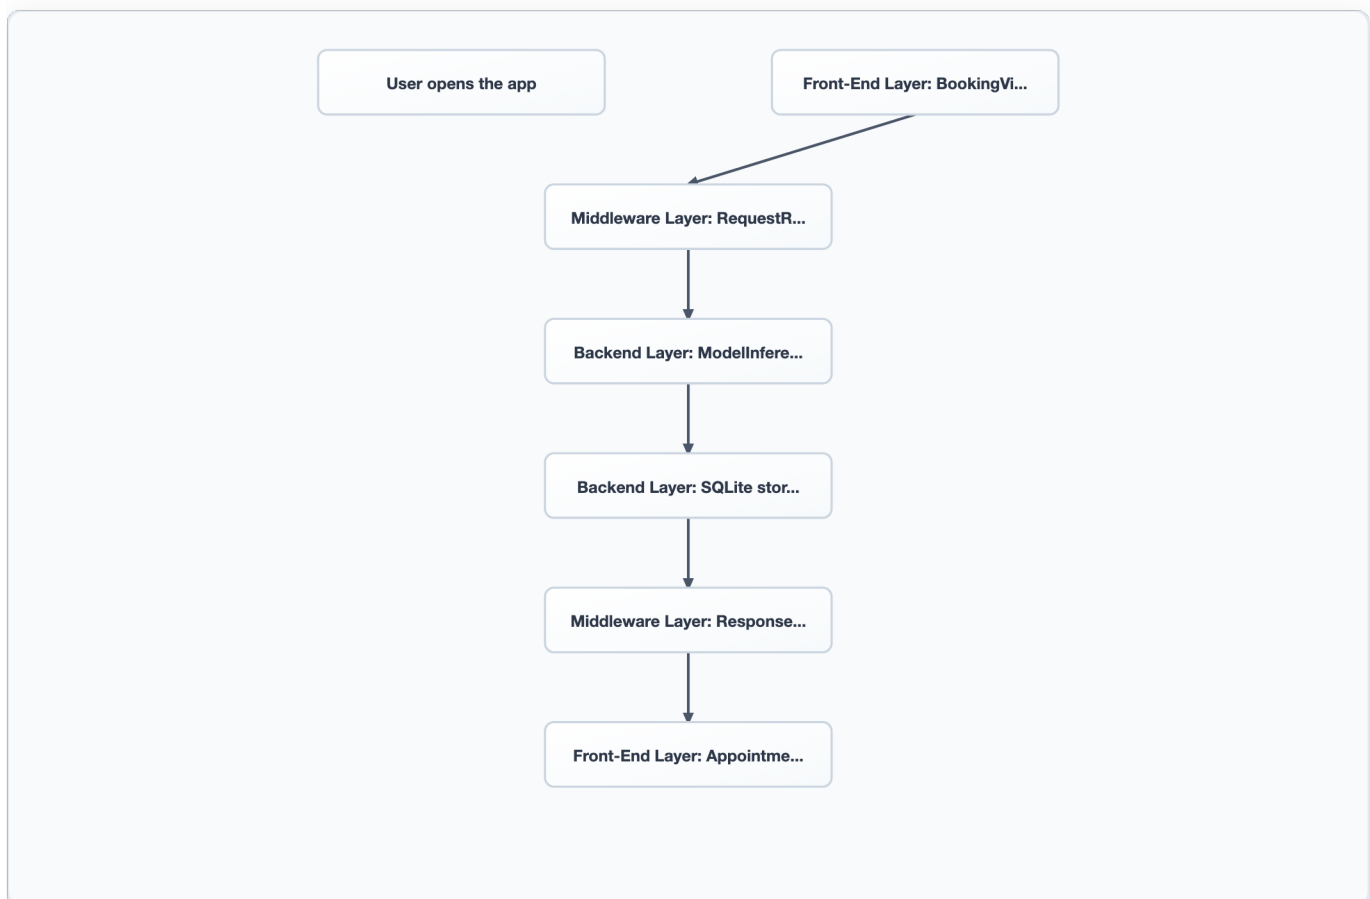 User opens the app
Front-End Layer: BookingVi...
Middleware Layer: RequestR...
Backend Layer: ModelInfere...
Backend Layer: SQLite stor...
Middleware Layer: Response...
Front-End Layer: Appointme...